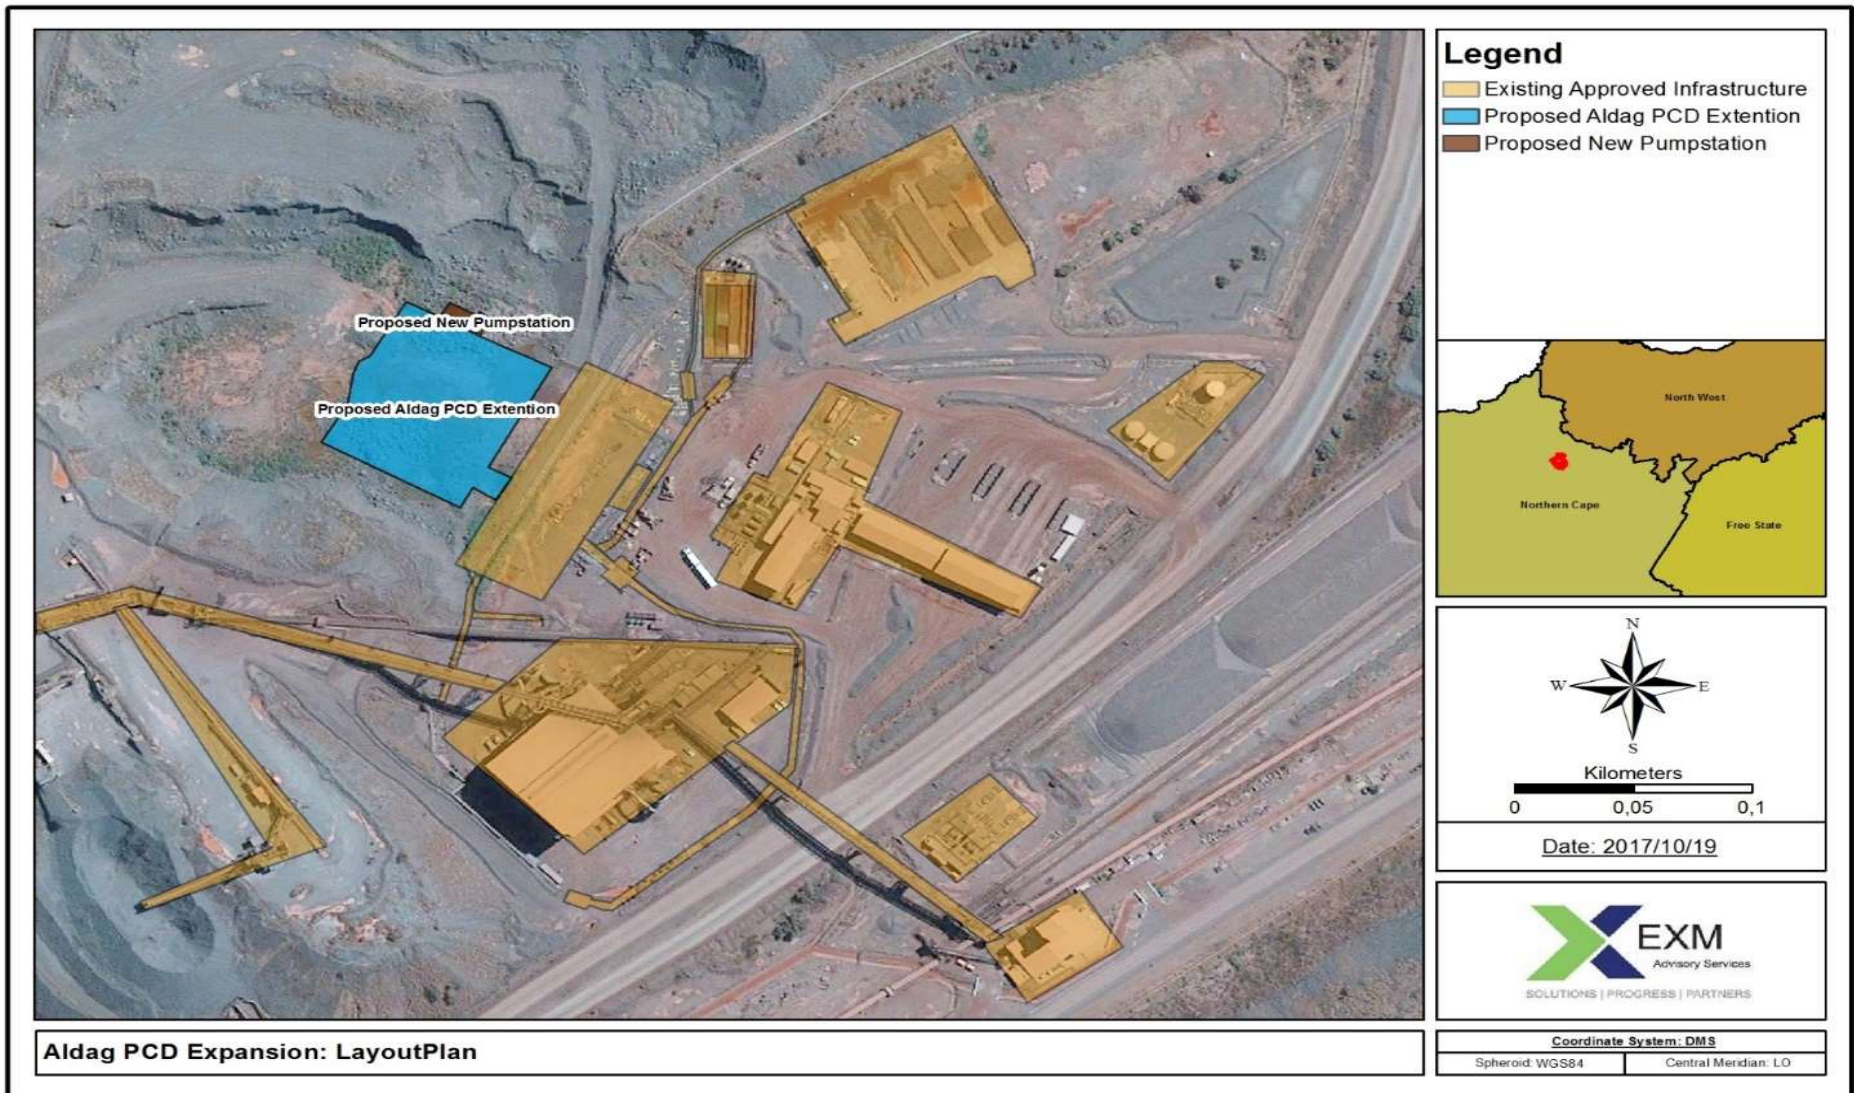 Legend
Existing Approved Infrastructure
Proposed Aldag PCD Extention
Proposed New Pumpstation
Proposed New Pumpstation
Proposed Aldag PCD Extention
North West
Northern Cape
Free State
N
W
E
S
Kilometers
0 0,05 0,1
Date: 2017/10/19
EXM
Advisory Services
SOLUTIONS | PROGRESS | PARTNERS
Aldag PCD Expansion: LayoutPlan
Coordinate System: DMS
Spheroid: WGS84
Central Meridian: LO